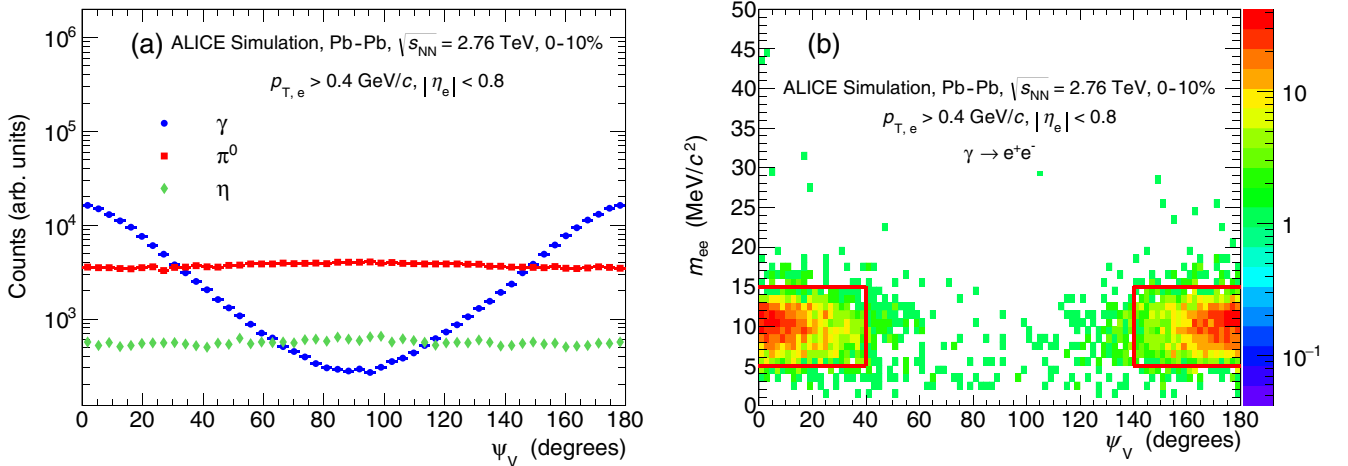 (a) ALICE Simulation, Pb-Pb, √sNN = 2.76 TeV, 0-10%
pT, e > 0.4 GeV/c, |ηe| < 0.8
γ
π0
η
Counts (arb. units)
10^6
10^5
10^4
10^3
0 20 40 60 80 100 120 140 160 180
ψV (degrees)
(b)
ALICE Simulation, Pb-Pb, √sNN = 2.76 TeV, 0-10%
pT, e > 0.4 GeV/c, |ηe| < 0.8
γ → e+e-
mee (MeV/c2)
50
45
40
35
30
25
20
15
10
5
0
0 20 40 60 80 100 120 140 160 180
ψV (degrees)
10
1
10^−1